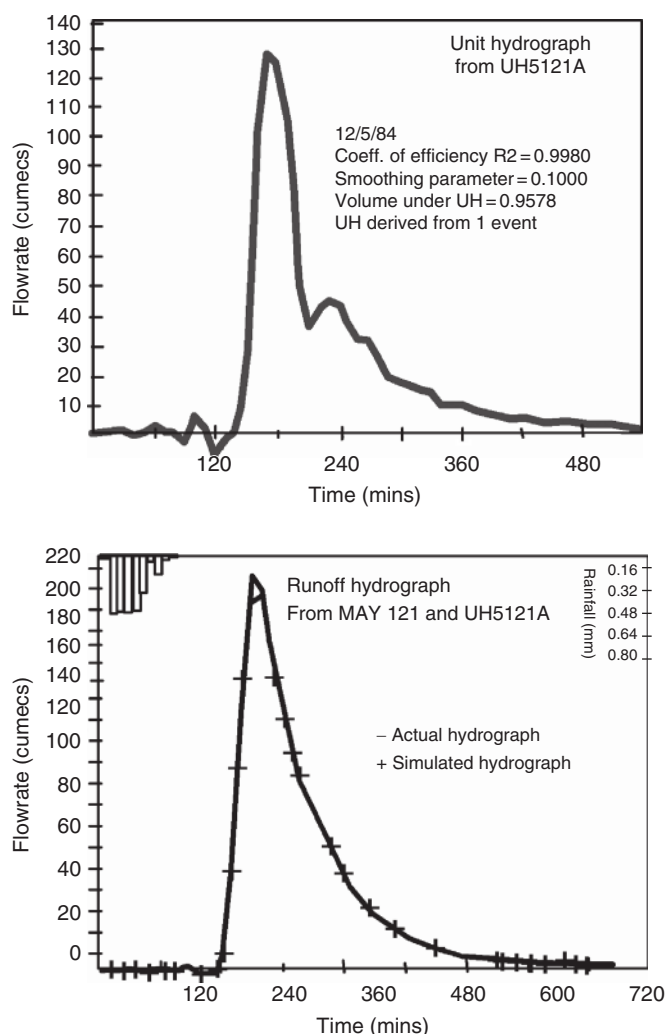 140
130
120
110
100
90
80
70
60
50
40
30
20
10
Flowrate (cumecs)
Unit hydrograph
from UH5121A
12/5/84
Coeff. of efficiency R2 = 0.9980
Smoothing parameter = 0.1000
Volume under UH = 0.9578
UH derived from 1 event
120 240 360 480
Time (mins)
220
200
180
160
140
120
100
80
60
40
20
0
Flowrate (cumecs)
Runoff hydrograph
From MAY 121 and UH5121A
Rainfall (mm)
0.16
0.32
0.48
0.64
0.80
– Actual hydrograph
+ Simulated hydrograph
120 240 360 480 600 720
Time (mins)